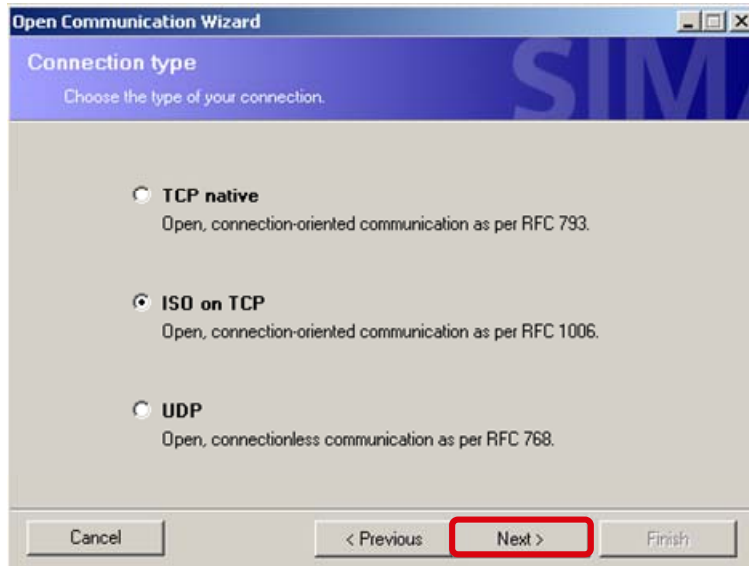 Open Communication Wizard
Connection type
SIMA
Choose the type of your connection.
TCP native
Open, connection-oriented communication as per RFC 793.
ISO on TCP
Open, connection-oriented communication as per RFC 1006.
UDP
Open, connectionless communication as per RFC 768.
Cancel < Previous Next > Finish